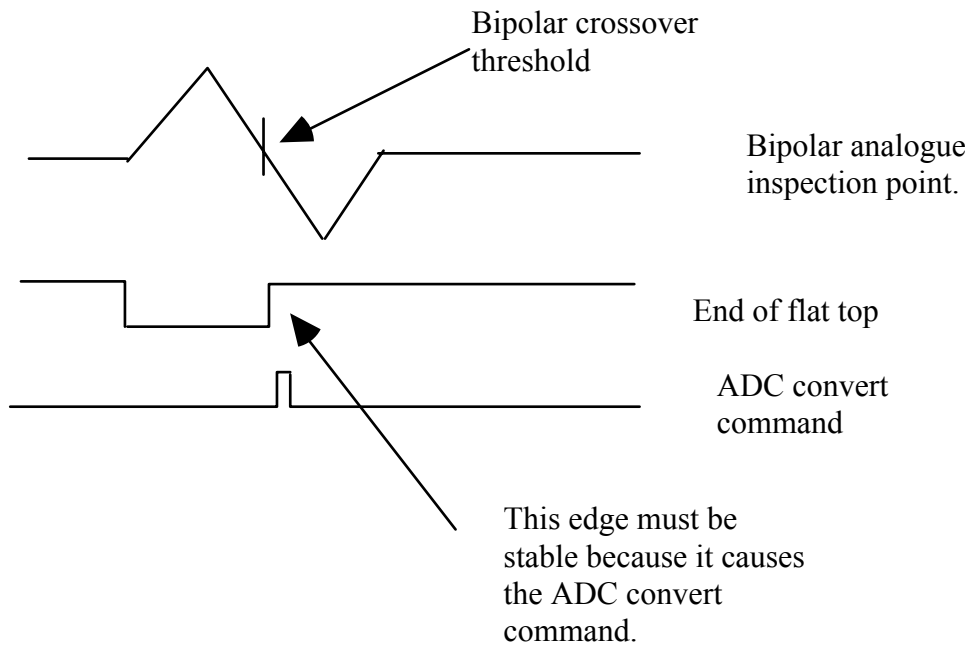 Bipolar crossover
threshold
Bipolar analogue
inspection point.
End of flat top
ADC convert
command
This edge must be
stable because it causes
the ADC convert
command.